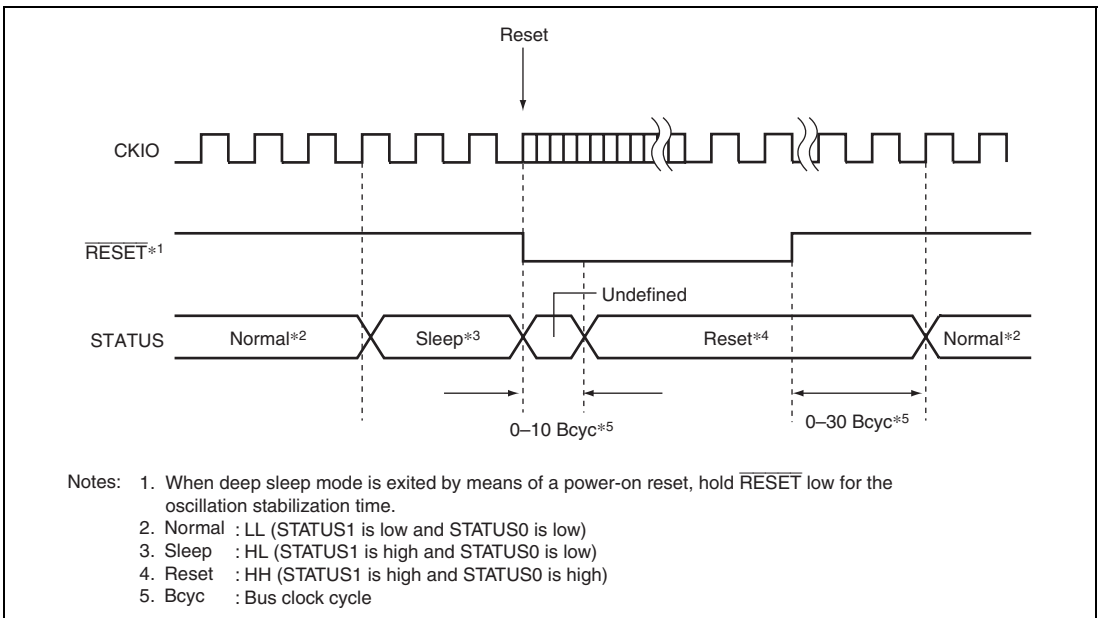 Reset
CKIO
RESET*1
Undefined
STATUS
Normal*2
Sleep*3
Reset*4
Normal*2
0–10 Bcyc*5
0–30 Bcyc*5
Notes: 1. When deep sleep mode is exited by means of a power-on reset, hold RESET low for the
oscillation stabilization time.
2. Normal : LL (STATUS1 is low and STATUS0 is low)
3. Sleep : HL (STATUS1 is high and STATUS0 is low)
4. Reset : HH (STATUS1 is high and STATUS0 is high)
5. Bcyc : Bus clock cycle